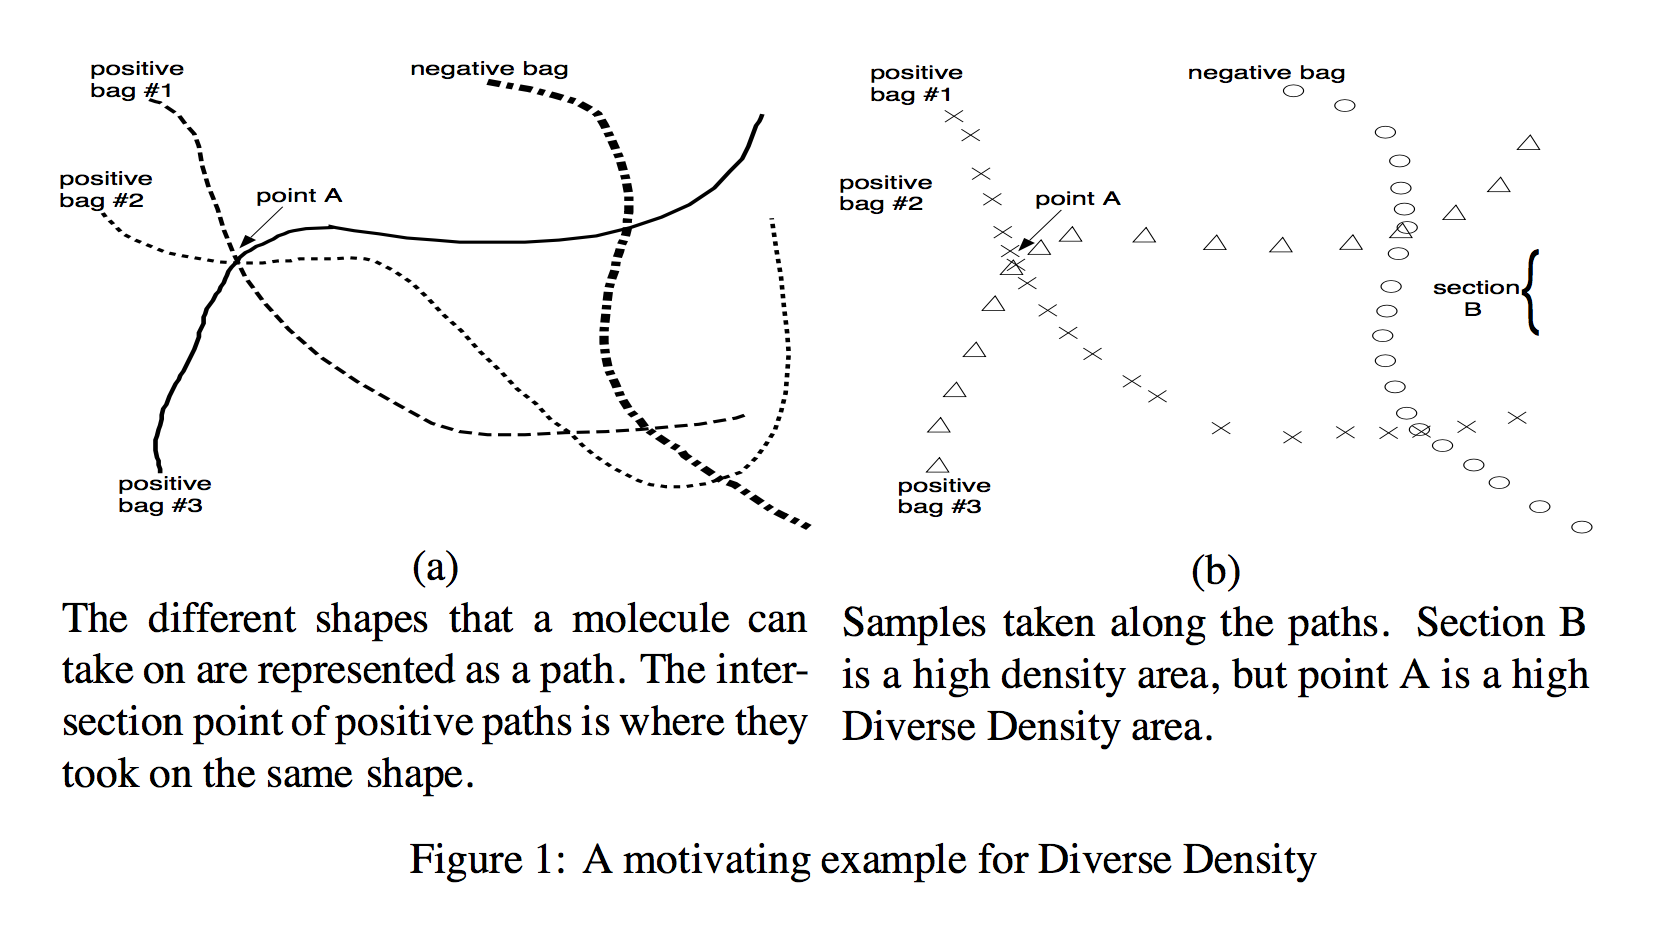 positive
bag #1
negative bag
positive
bag #2
point A
positive
bag #3
(a)
The different shapes that a molecule can
take on are represented as a path. The inter-
section point of positive paths is where they
took on the same shape.
positive
bag #1
negative bag
positive
bag #2
point A
section
B
positive
bag #3
(b)
Samples taken along the paths. Section B
is a high density area, but point A is a high
Diverse Density area.
Figure 1: A motivating example for Diverse Density